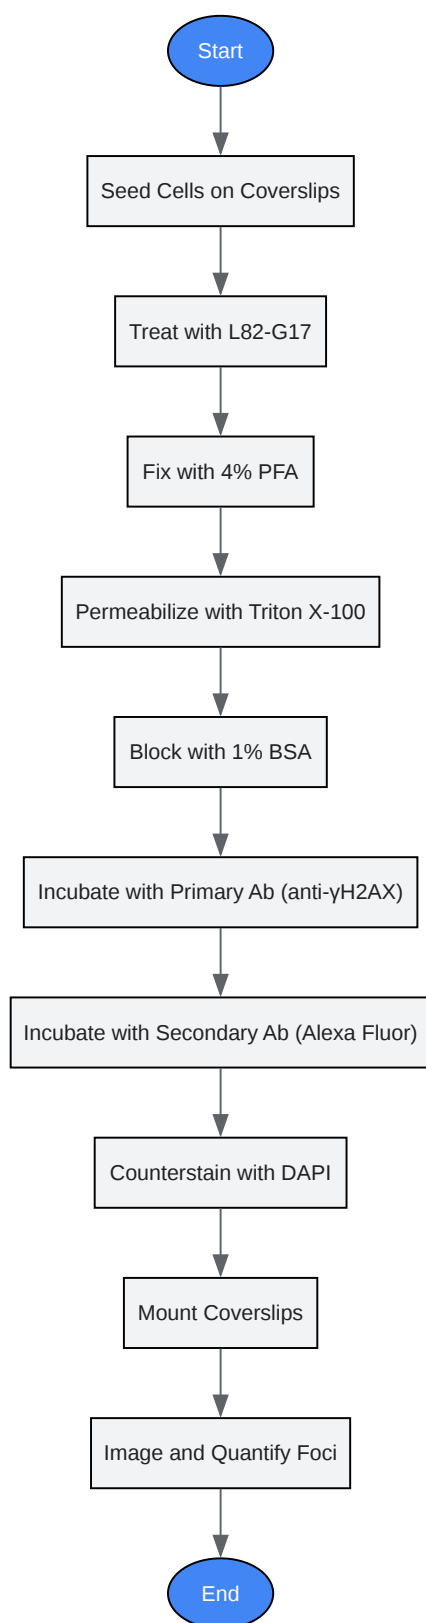 Start
Seed Cells on Coverslips
Treat with L82-G17
Fix with 4% PFA
Permeabilize with Triton X-100
Block with 1% BSA
Incubate with Primary Ab (anti-γH2AX)
Incubate with Secondary Ab (Alexa Fluor)
Counterstain with DAPI
Mount Coverslips
Image and Quantify Foci
End